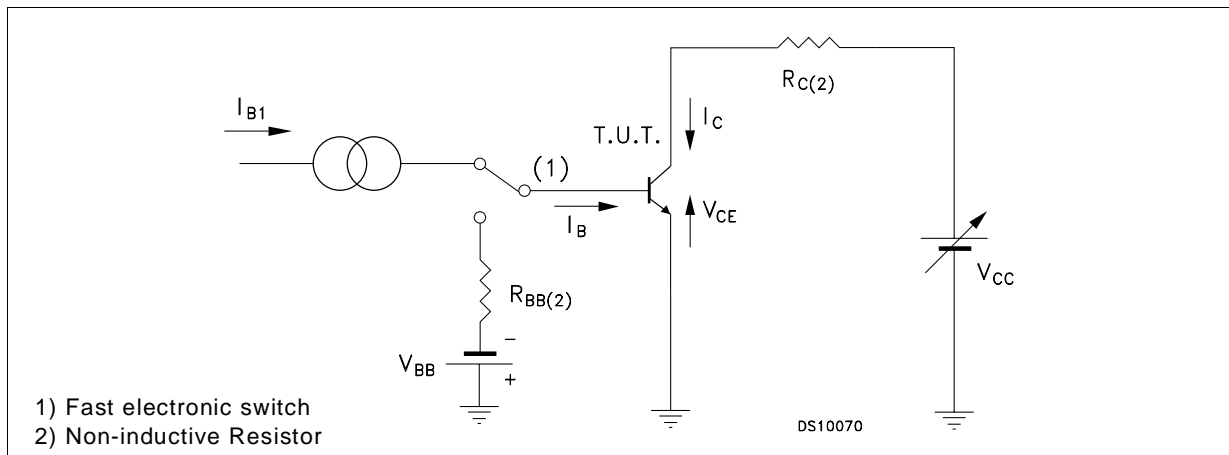 R_C(2)
I_B1
I_C
T.U.T.
(1)
I_B
V_CE
V_CC
R_BB(2)
-
V_BB
+
1) Fast electronic switch
2) Non-inductive Resistor
DS10070